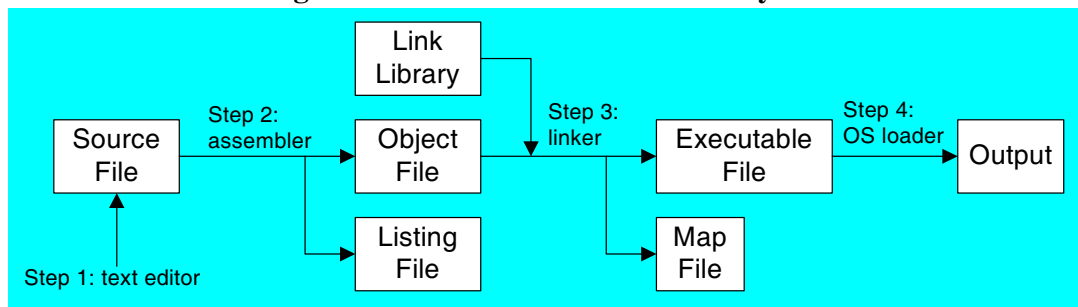 Link
Library
Step 2:
assembler
Step 3:
linker
Step 4:
OS loader
Source
File
Object
File
Executable
File
Output
Listing
File
Map
File
Step 1: text editor